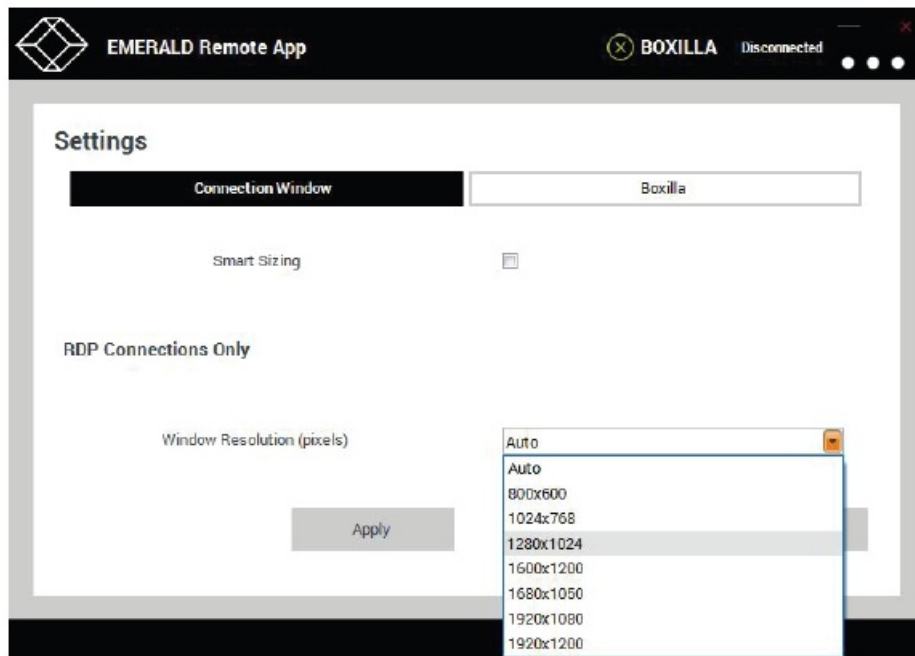 EMERALD Remote App
BOXILLA Disconnected
Settings
Connection Window
Boxilla
Smart Sizing
RDP Connections Only
Window Resolution (pixels)
Auto
Auto
800x600
1024x768
1280x1024
1600x1200
1680x1050
1920x1080
1920x1200
Apply